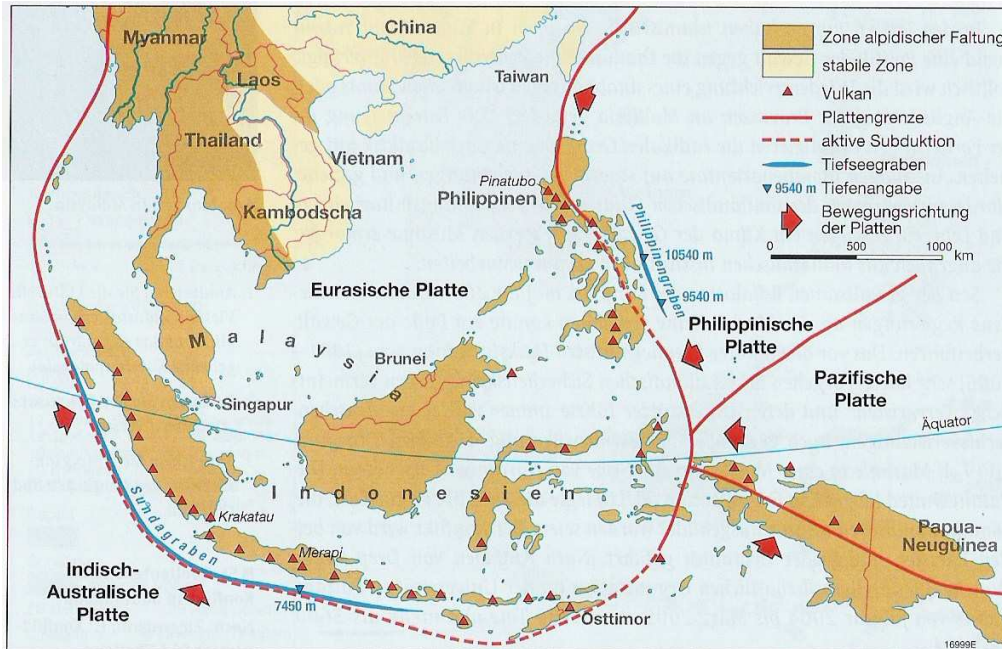 China
Myanmar
Laos
Taiwan
Thailand
Vietnam
Kambodscha
Pinatubo
Philippinen
Philippinengraben
10540 m
9540 m
Eurasische Platte
Philippinische
Platte
Pazifische
Platte
Malaysia
Brunei
Singapur
Äquator
Sundagraben
Indonesien
Krakatau
Merapi
Papua-
Neuguinea
Indisch-
Australische
Platte
7450 m
Osttimor
Zone alpidischer Faltung
stabile Zone
Vulkan
Plattengrenze
aktive Subduktion
Tiefseegraben
9540 m Tiefenangabe
Bewegungsrichtung
der Platten
0 500 1000
km
16999E